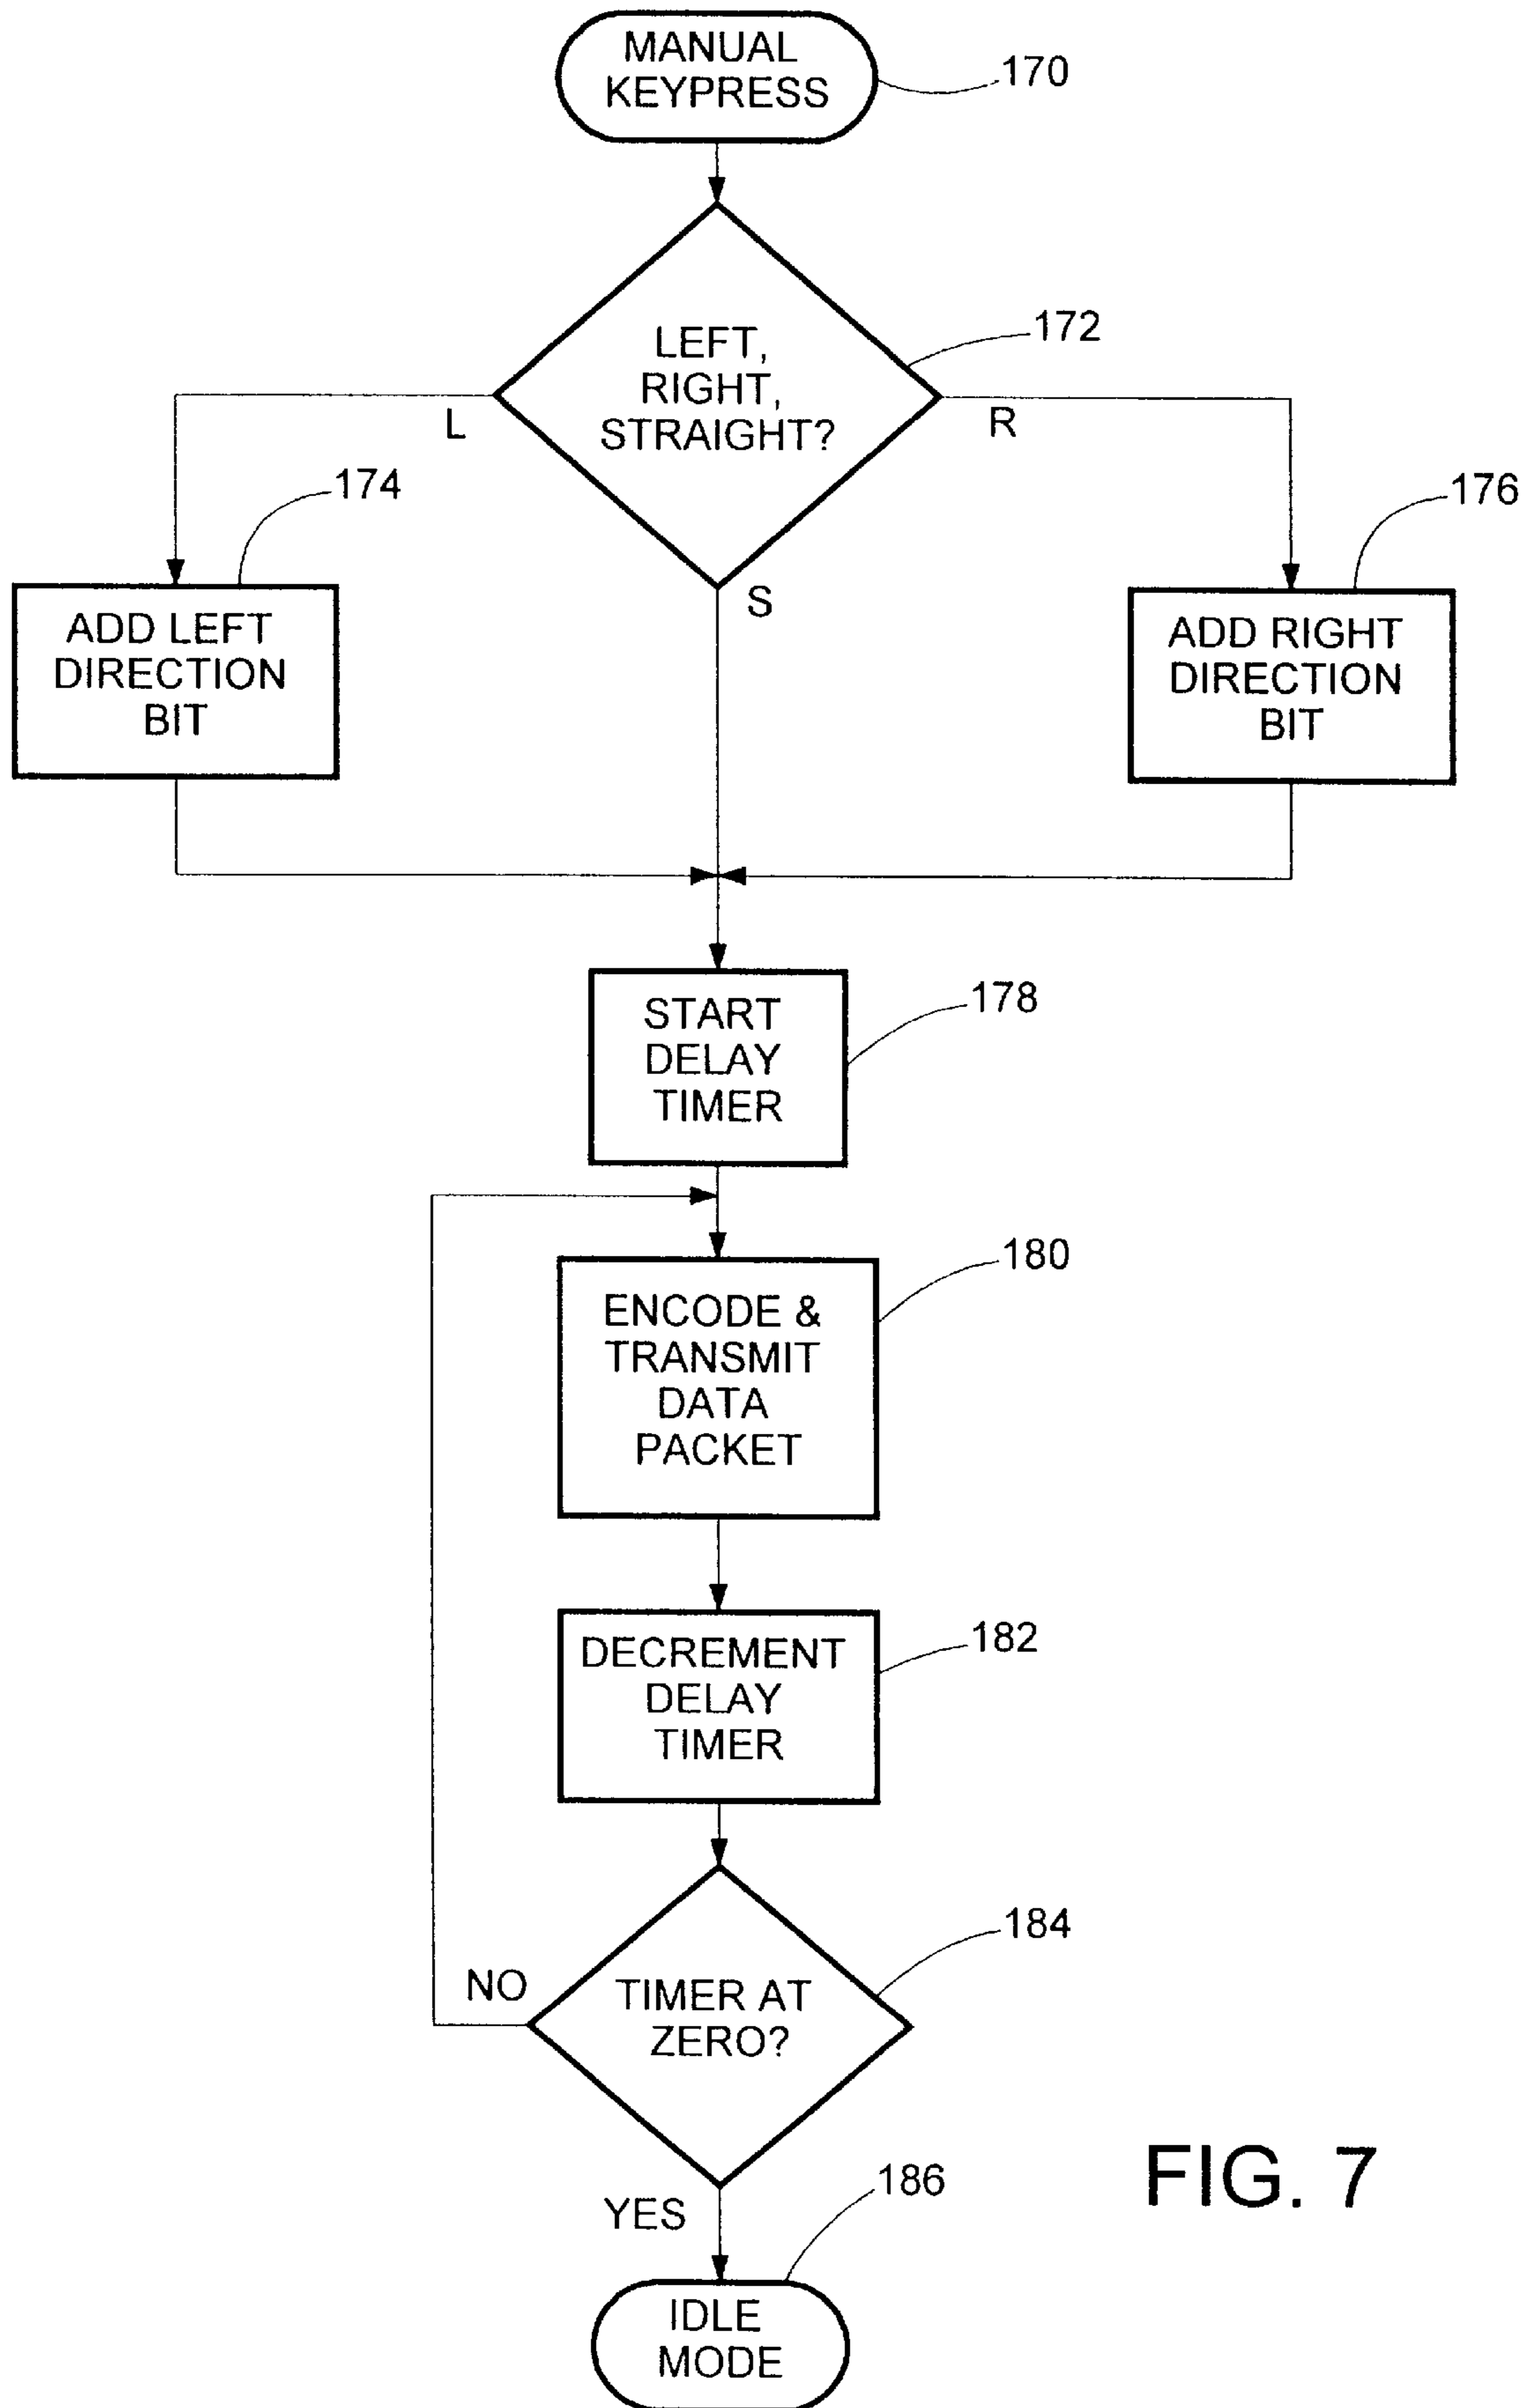 MANUAL
KEYPRESS
170
LEFT,
RIGHT,
STRAIGHT?
172
L
R
S
174
ADD LEFT
DIRECTION
BIT
176
ADD RIGHT
DIRECTION
BIT
START
DELAY
TIMER
178
ENCODE &
TRANSMIT
DATA
PACKET
180
DECREMENT
DELAY
TIMER
182
TIMER AT
ZERO?
184
NO
YES
186
IDLE
MODE
FIG. 7